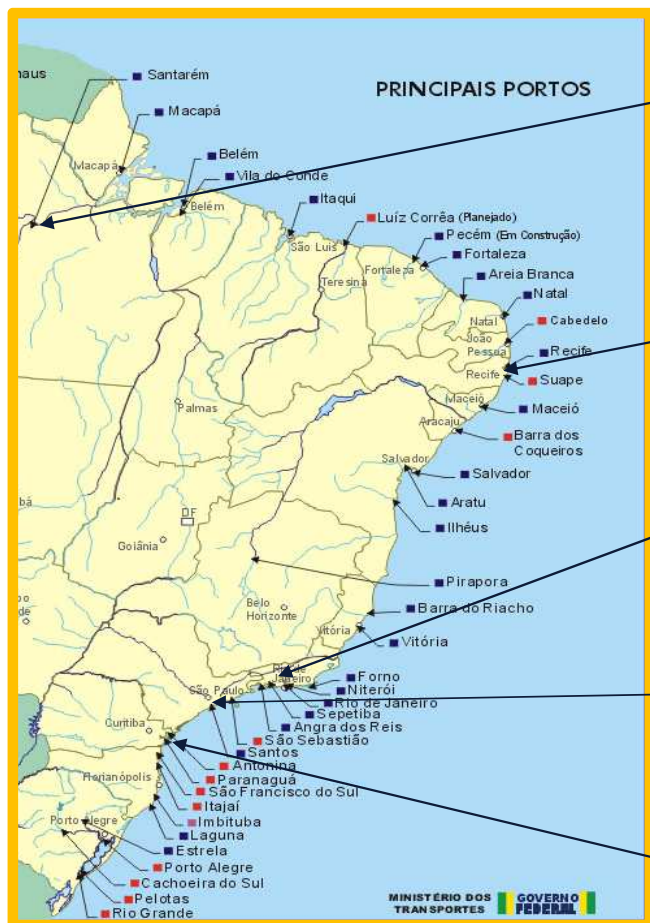 naus
Santarém
PRINCIPAIS PORTOS
Macapá
Macapá
Belém
Vila do Conde
Belém
Itaqui
São Luis
Luíz Corrêa (Planejado)
Pecém (Em Construção)
Fortaleza
Fortaleza
Teresina
Areia Branca
Natal
Natal
Cabedelo
João
Pessua
Recife
Recife
Suape
Maceió
Maceió
Palmas
Aracaju
Barra dos
Coqueiros
Salvador
Salvador
Aratu
Ilhéus
bá
DF
Goiânia
Pirapora
Belo
Horizonte
Barra do Riacho
Vitória
Vitória
de
Janeiro
Forno
Niterói
Rio de Janeiro
São Paulo
Sepetiba
Angra dos Reis
São Sebastião
Curitiba
Santos
Antonina
Paranaguá
São Francisco do Sul
Florianópolis
Itajaí
Imbituba
Porto Alegre
Laguna
Estrela
Porto Alegre
Cachoeira do Sul
Pelotas
Rio Grande
MINISTÉRIO DOS
TRANSPORTES
GOVERNO
FEDERAL